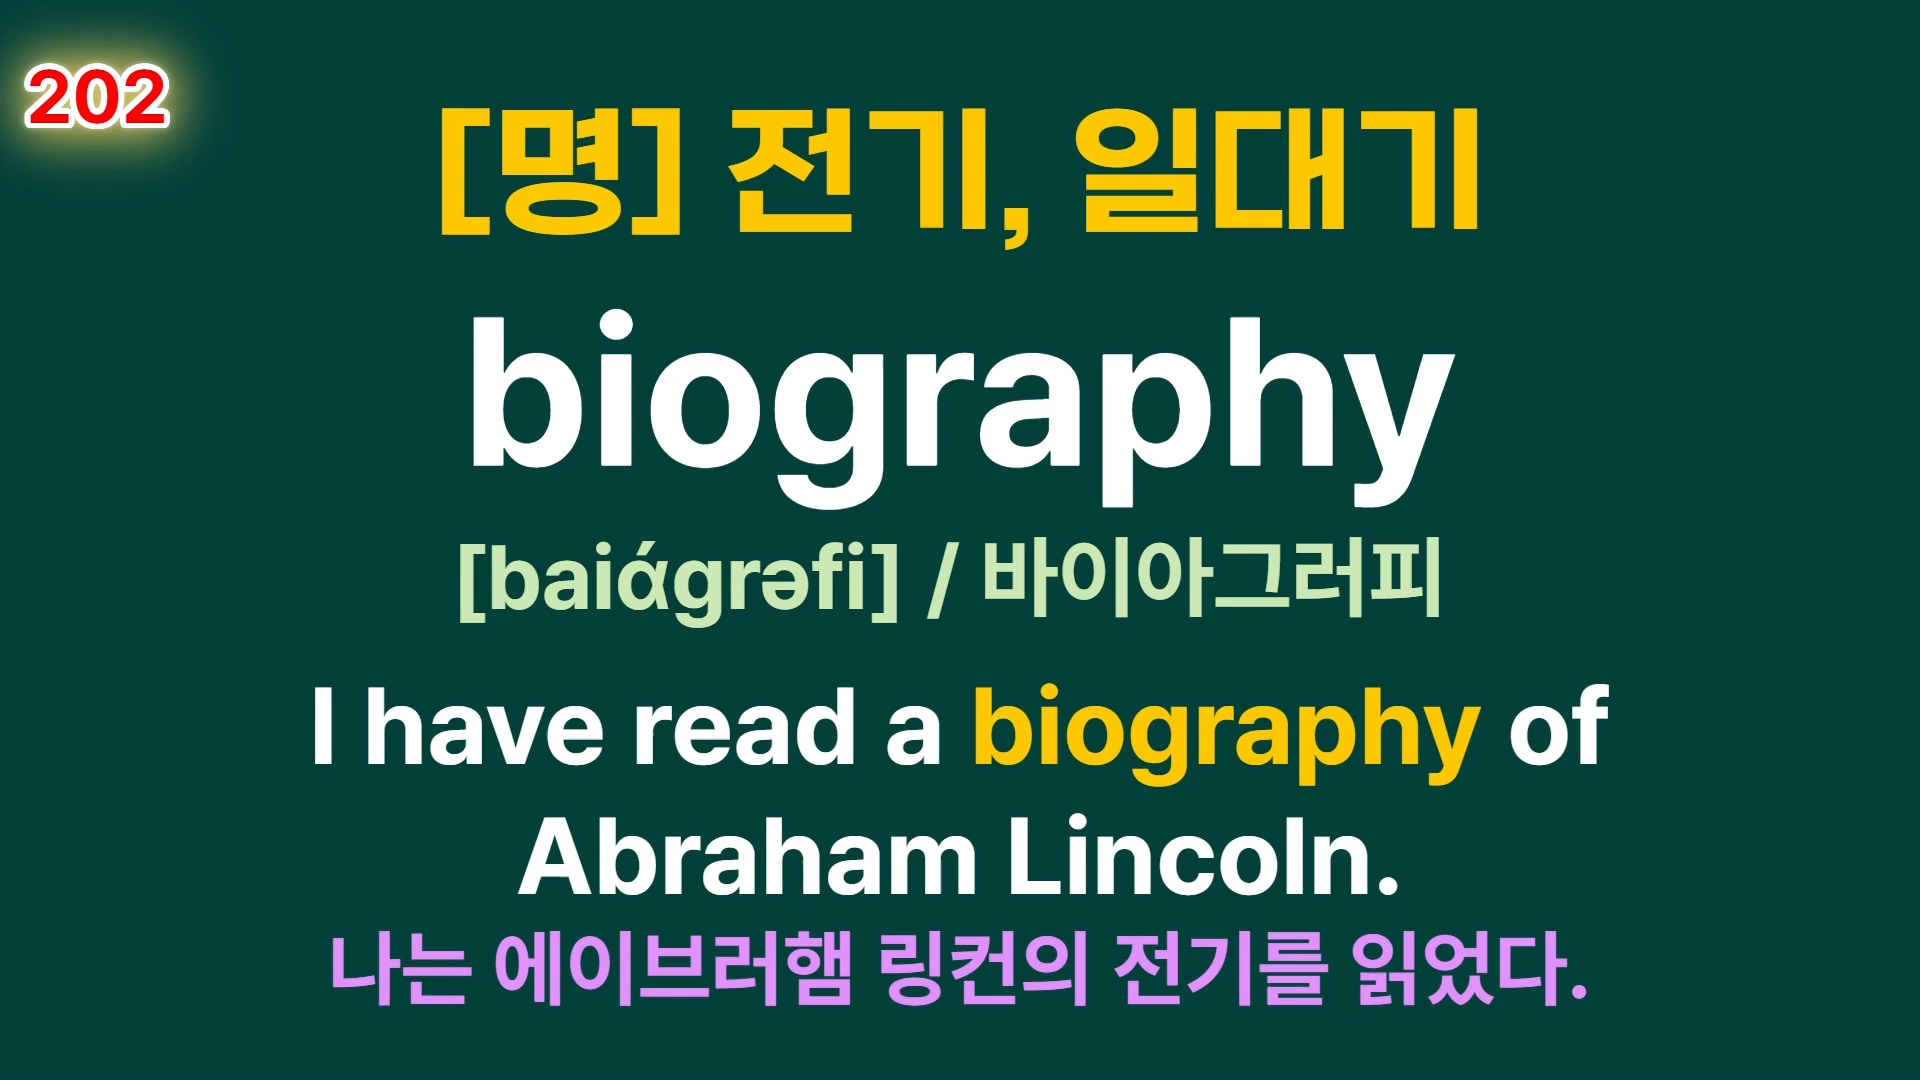 202
[명] 전기, 일대기
biography
[baiάgrəfi] / 바이아그러피
I have read a biography of
Abraham Lincoln.
나는 에이브러햄 링컨의 전기를 읽었다.